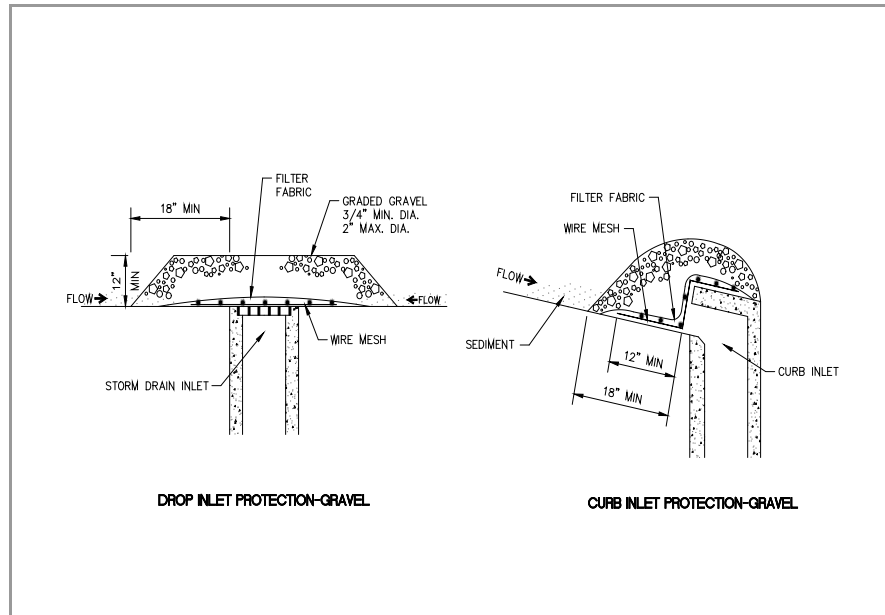 FILTER
FABRIC
18" MIN
GRADED GRAVEL
3/4" MIN. DIA.
2" MAX. DIA.
12"
MIN
FLOW
FLOW
WIRE MESH
STORM DRAIN INLET
DROP INLET PROTECTION-GRAVEL
FILTER FABRIC
WIRE MESH
FLOW
SEDIMENT
12" MIN
18" MIN
CURB INLET
CURB INLET PROTECTION-GRAVEL